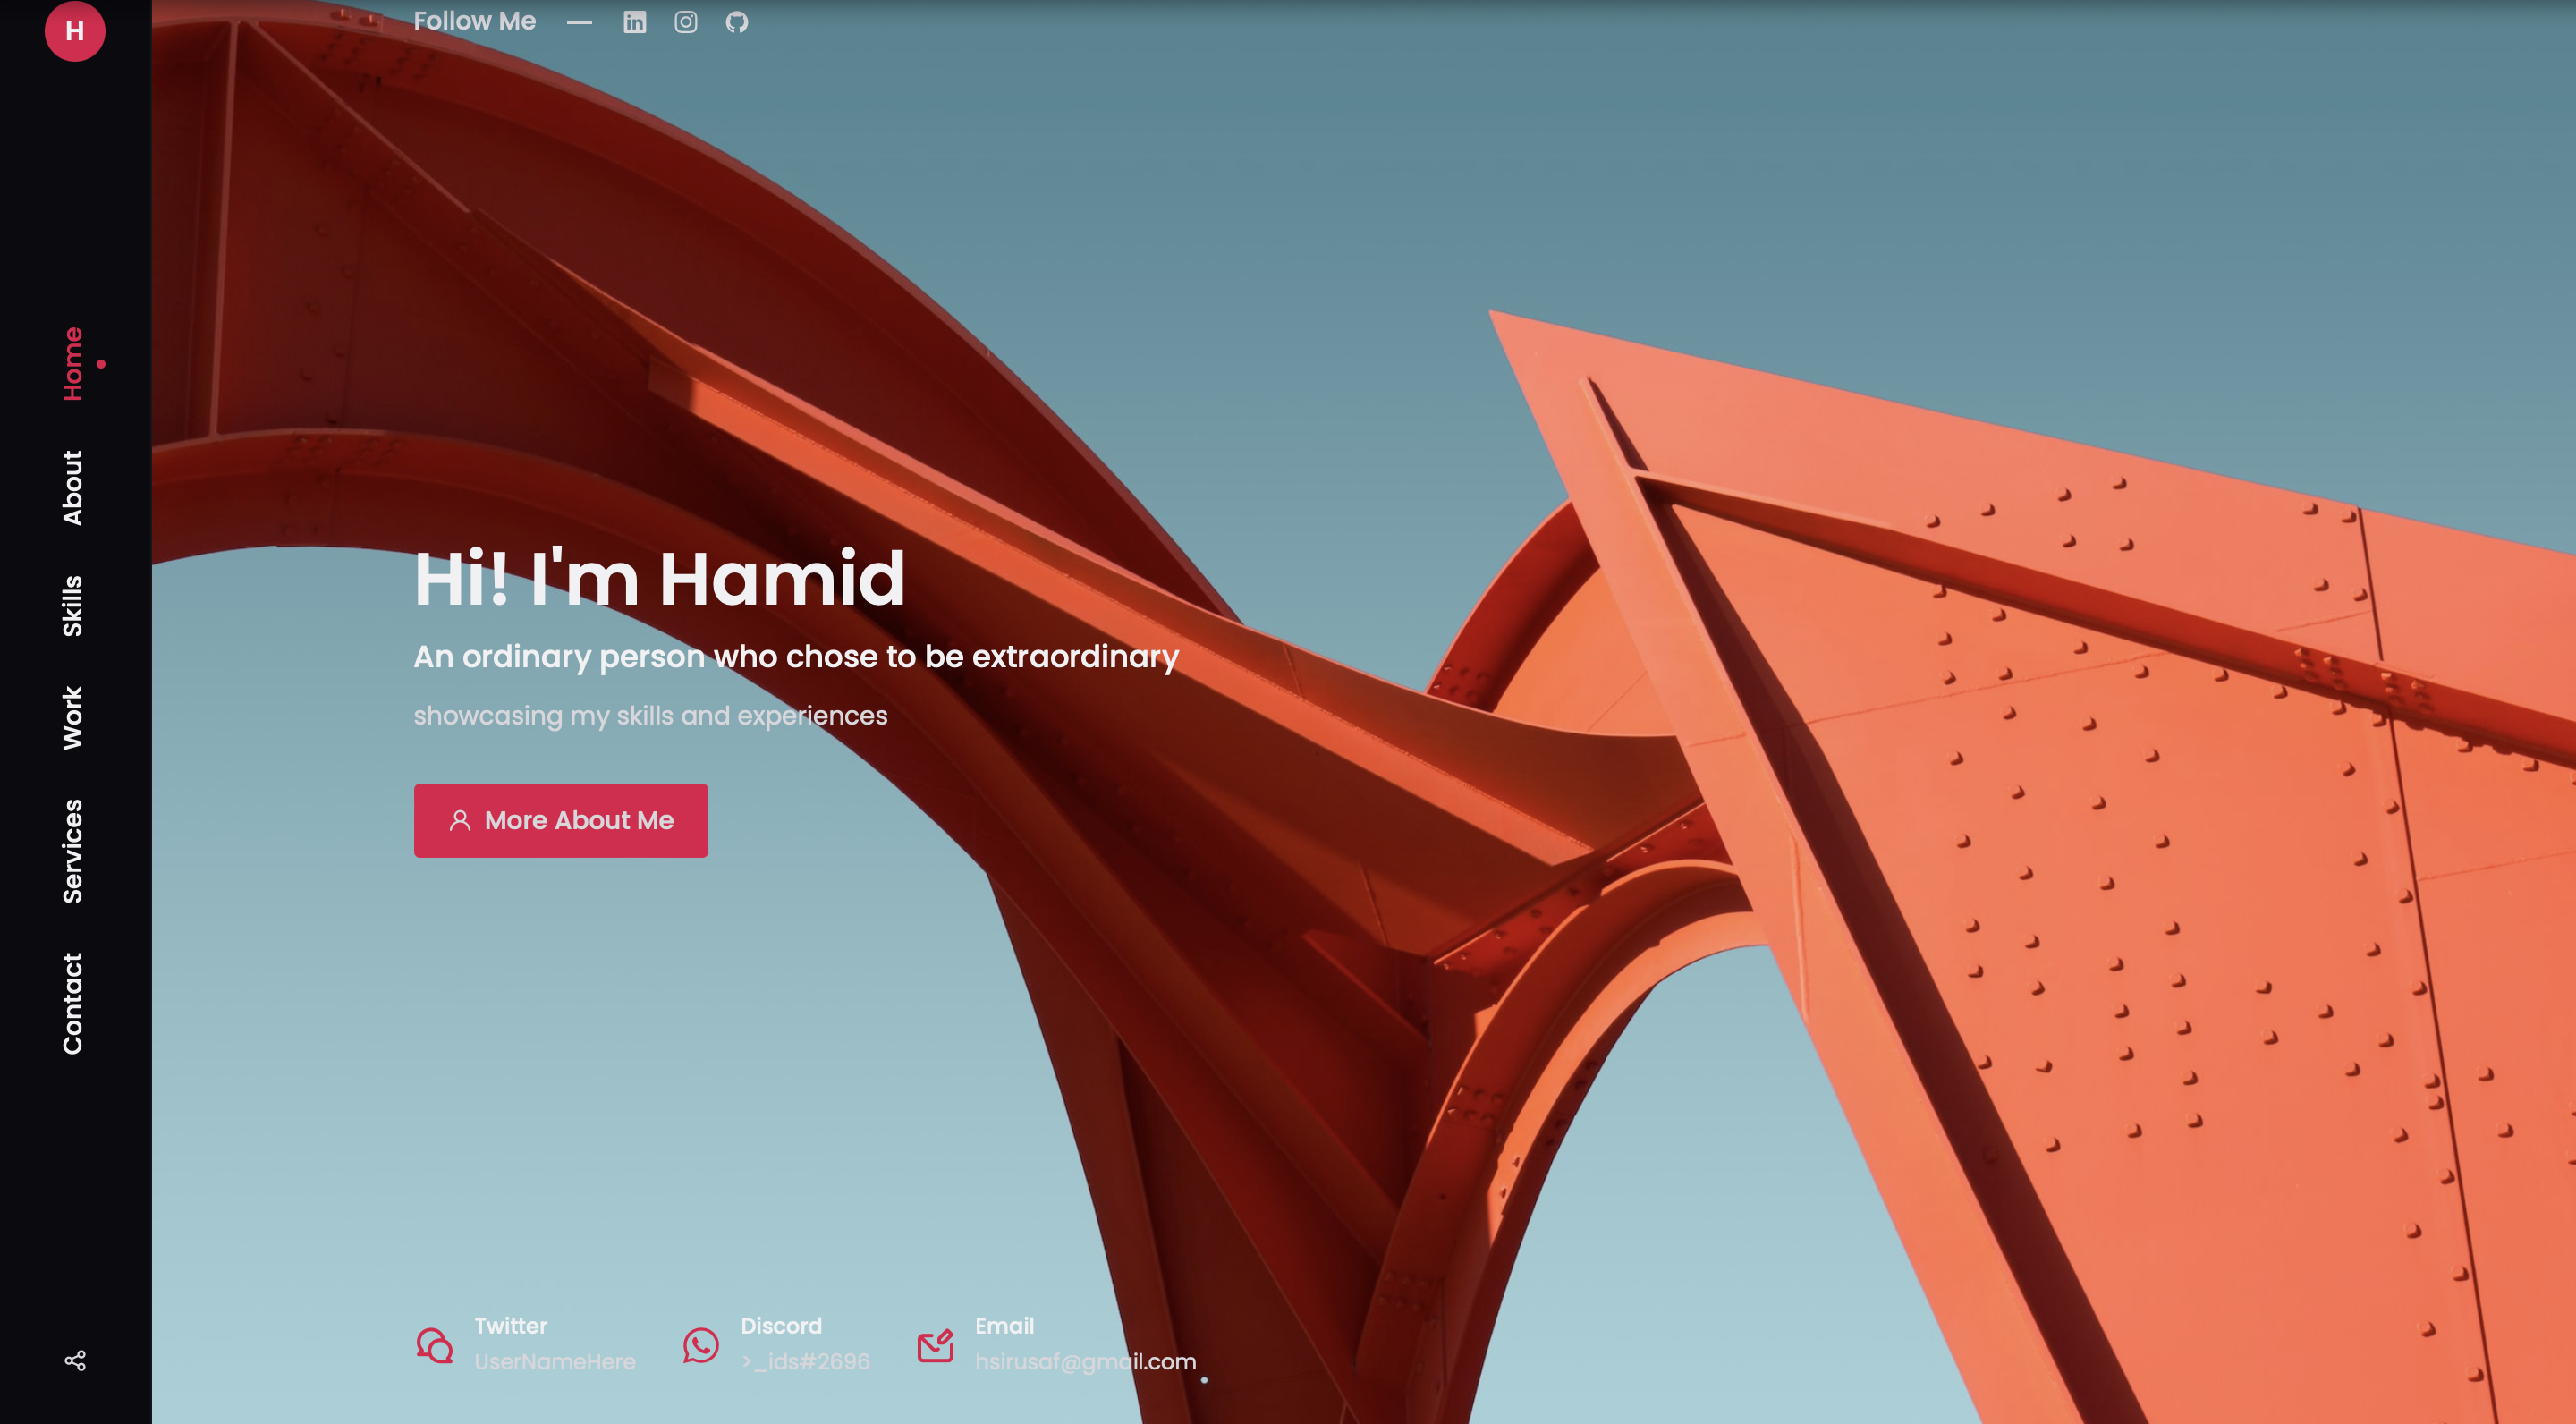 H
Follow Me
Home
About
Skills
Work
Services
Contact
Hi! I'm Hamid
An ordinary person who chose to be extraordinary
showcasing my skills and experiences
More About Me
Twitter
UserNameHere
Discord
>_ids#2696
Email
hsirusaf@gmail.com